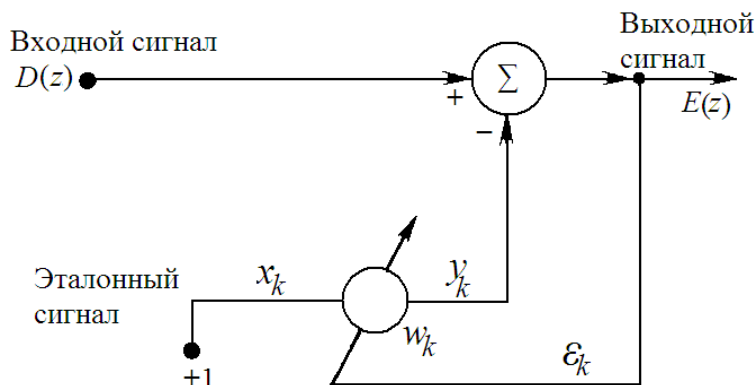 Входной сигнал
D(z)
Выходной
сигнал
Σ
+
−
E(z)
Эталонный
сигнал
x_k
y_k
w_k
ε_k
+1